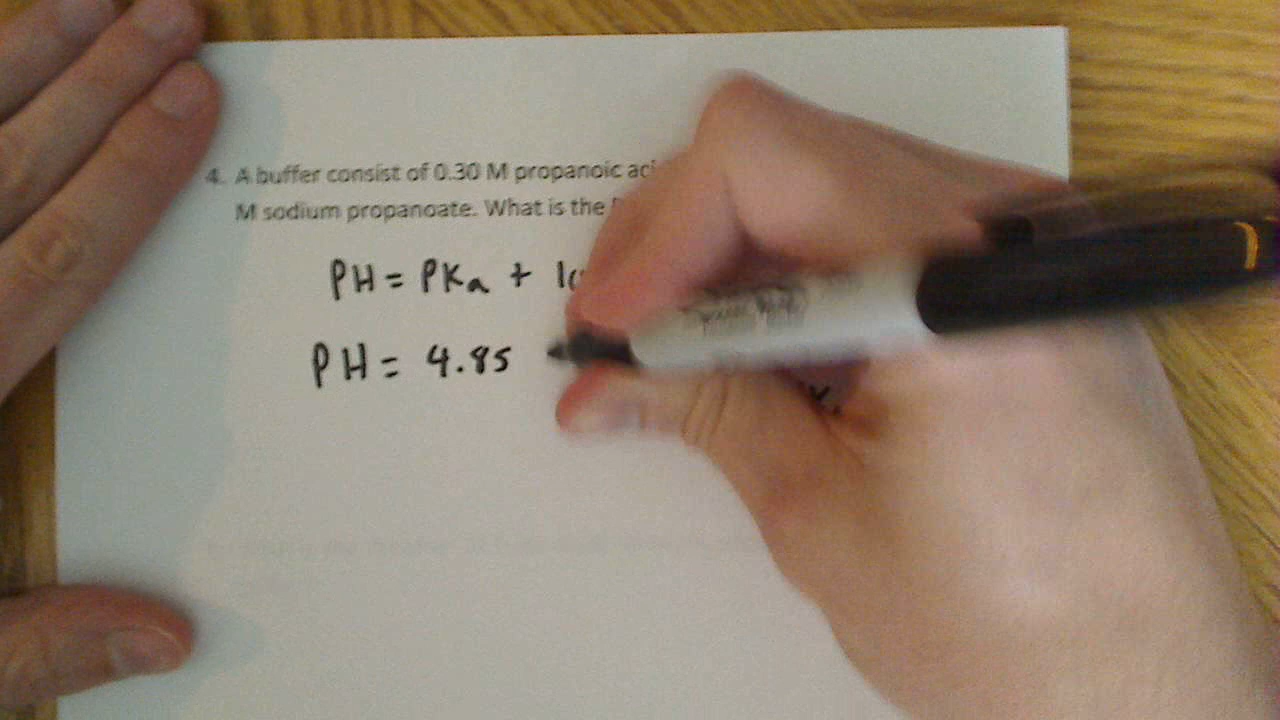 4. A buffer consist of 0.30 M propanoic
M sodium propanoate. What is the
PH = PKa +
PH = 4.85